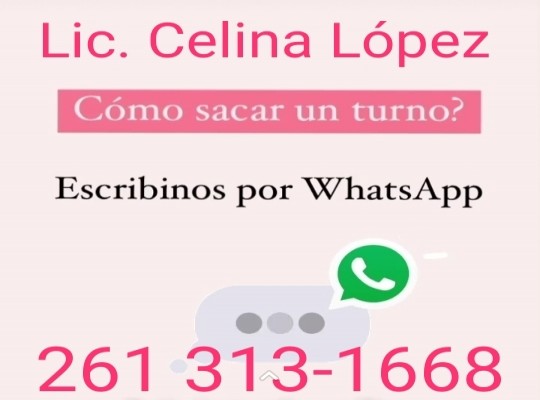 Lic. Celina López
Cómo sacar un turno?
Escribinos por WhatsApp
261 313-1668